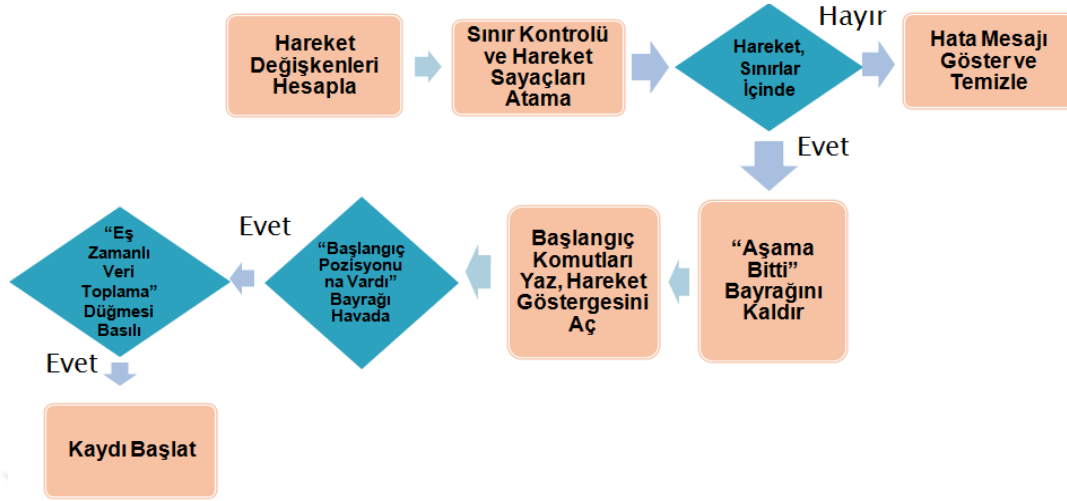 Hareket
Değişkenleri
Hesapla
Sınır Kontrolü
ve Hareket
Sayaçları
Atama
Hareket,
Sınırlar
İçinde
Hayır
Hata Mesajı
Göster ve
Temizle
Evet
“Aşama
Bitti”
Bayrağını
Kaldır
Başlangıç
Komutları
Yaz, Hareket
Göstergesini
Aç
“Başlangıç
Pozisyonu
na Vardı”
Bayrağı
Havada
Evet
“Eş
Zamanlı
Veri
Toplama”
Düğmesi
Basılı
Evet
Kaydı Başlat